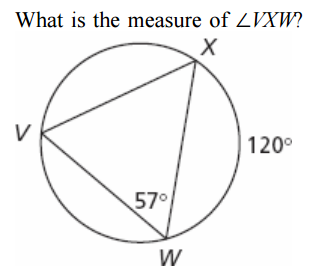 What is the measure of ∠VXW?
X
V
120°
57°
W